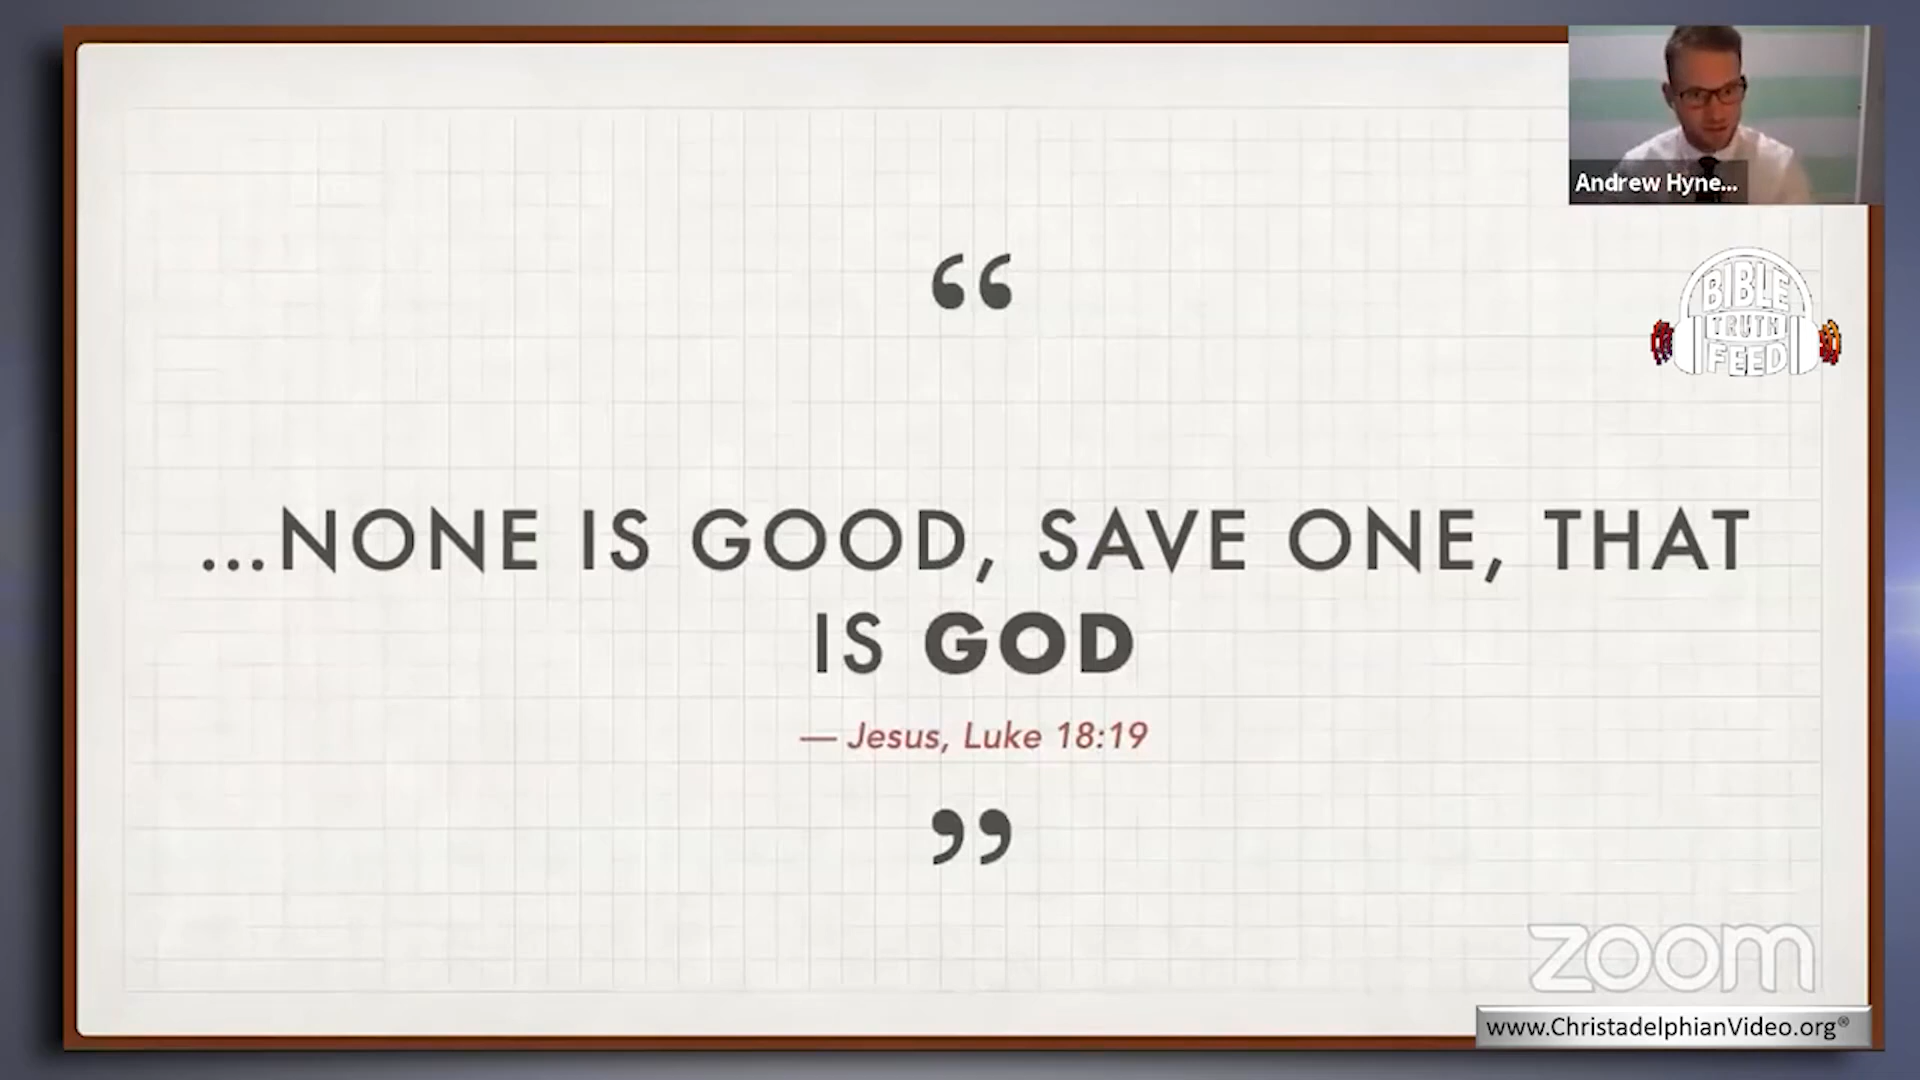 Andrew Hyne...
BIBLE
TRUTH
FEED
“
...NONE IS GOOD, SAVE ONE, THAT
IS GOD
— Jesus, Luke 18:19
”
zoom
www.ChristadelphianVideo.org®